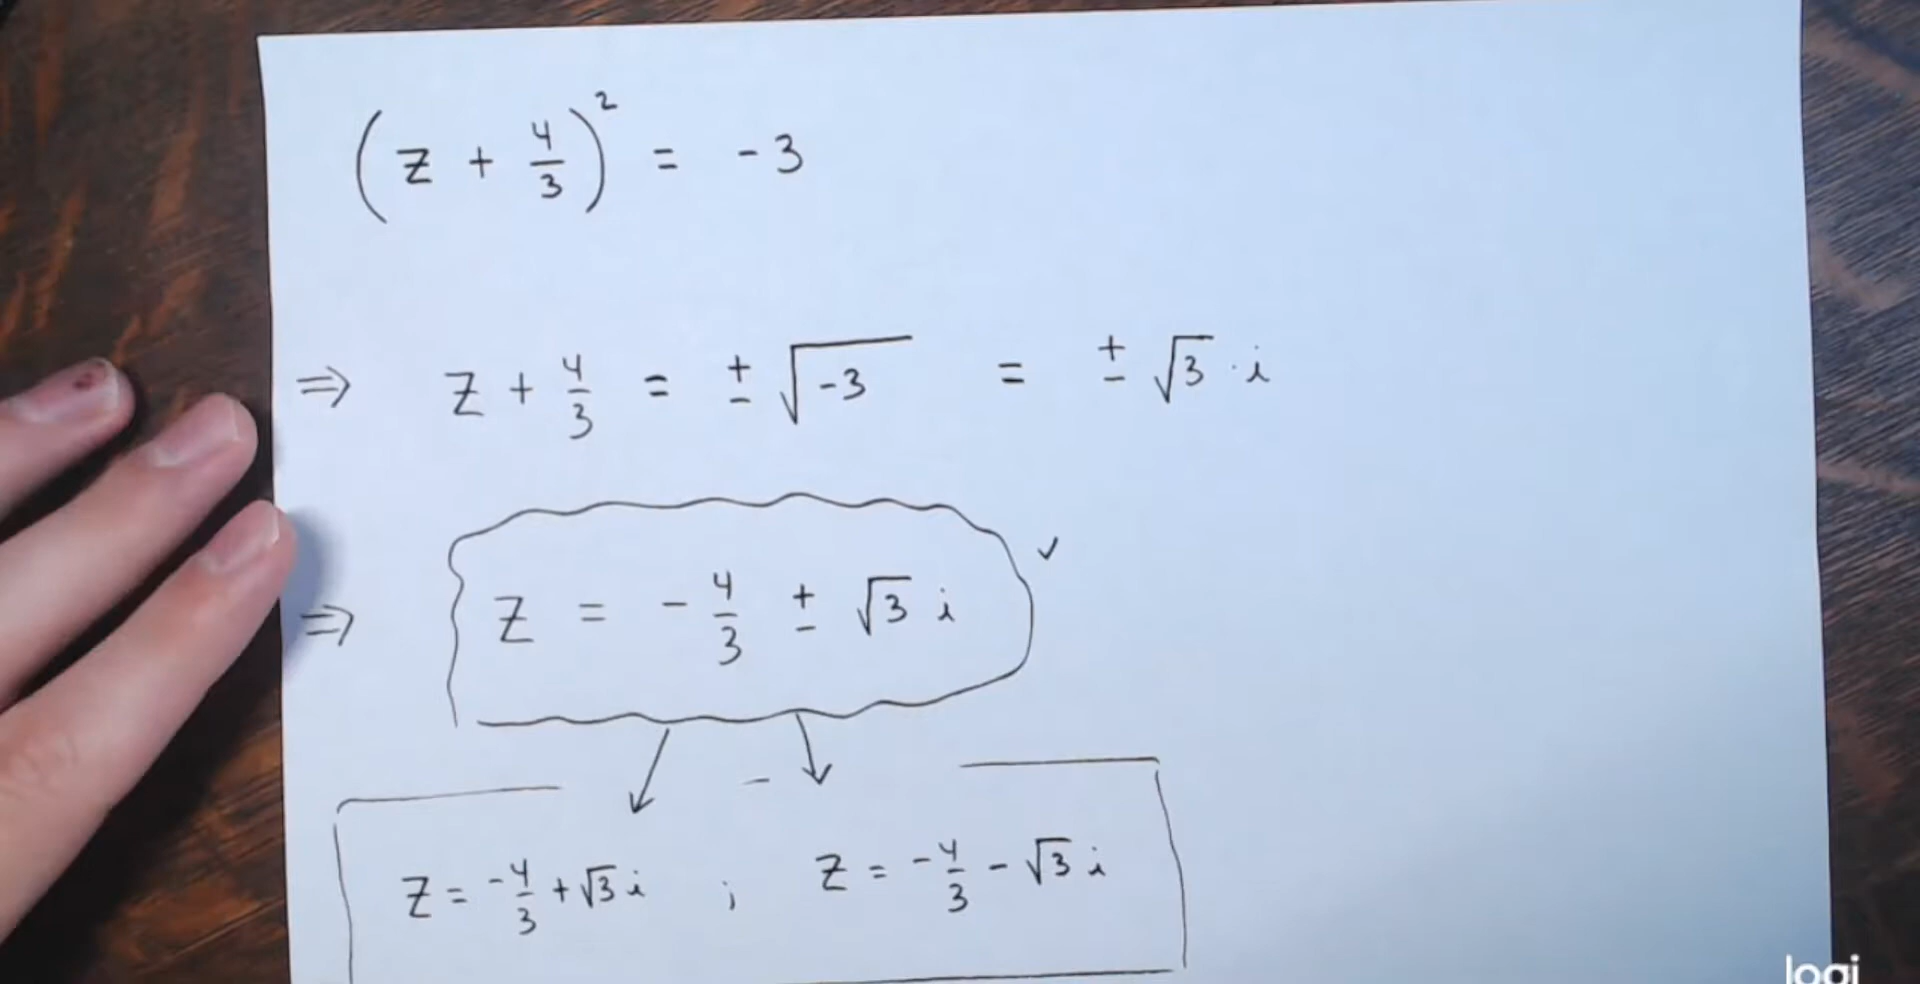 (z + 4/3)² = -3
⇒ z + 4/3 = ±√-3 = ±√3 · i
⇒ z = - 4/3 ± √3 i ✓
z = -4/3 + √3 i ; z = -4/3 - √3 i
logi